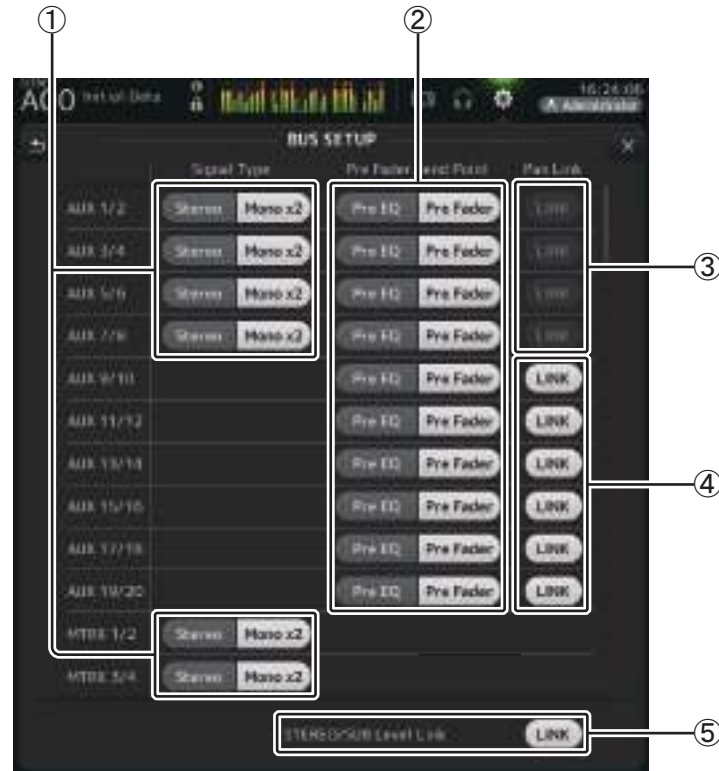 ① ②
A00 Initial Data 16:26:06
Administrator
BUS SETUP
Signal Type Pre Fader Send Point Pan Link
AUX 1/2 Stereo Mono x2 Pre EQ Pre Fader LINK
AUX 3/4 Stereo Mono x2 Pre EQ Pre Fader LINK
③
AUX 5/6 Stereo Mono x2 Pre EQ Pre Fader LINK
AUX 7/8 Stereo Mono x2 Pre EQ Pre Fader LINK
AUX 9/10 Pre EQ Pre Fader LINK
AUX 11/12 Pre EQ Pre Fader LINK
AUX 13/14 Pre EQ Pre Fader LINK
④
AUX 15/16 Pre EQ Pre Fader LINK
AUX 17/18 Pre EQ Pre Fader LINK
AUX 19/20 Pre EQ Pre Fader LINK
MTRX 1/2 Stereo Mono x2
MTRX 3/4 Stereo Mono x2
STEREO/SUB Level Link LINK ⑤